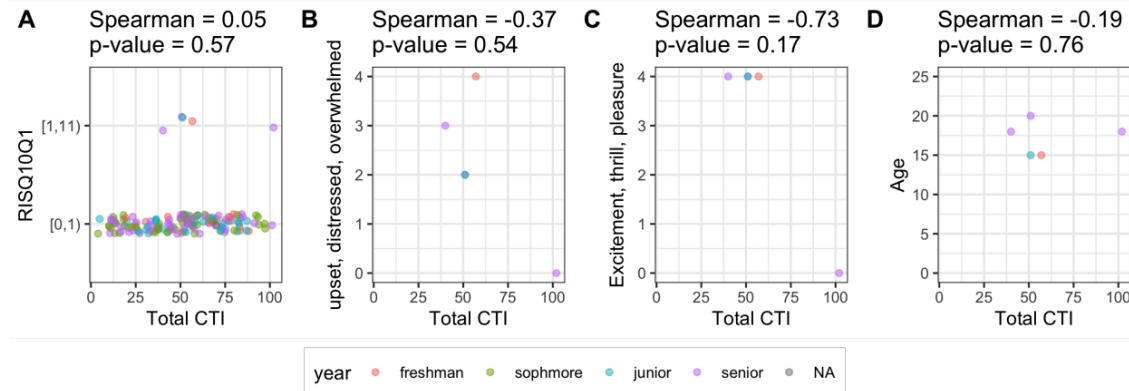 A
Spearman = 0.05
p-value = 0.57
RISQ10Q1
[1,11)
[0,1)
0 25 50 75 100
Total CTI
B
Spearman = -0.37
p-value = 0.54
upset, distressed, overwhelmed
4
3
2
1
0
0 25 50 75 100
Total CTI
C
Spearman = -0.73
p-value = 0.17
Excitement, thrill, pleasure
4
3
2
1
0
0 25 50 75 100
Total CTI
D
Spearman = -0.19
p-value = 0.76
Age
25
20
15
10
5
0
0 25 50 75 100
Total CTI
year freshman sophmore junior senior NA